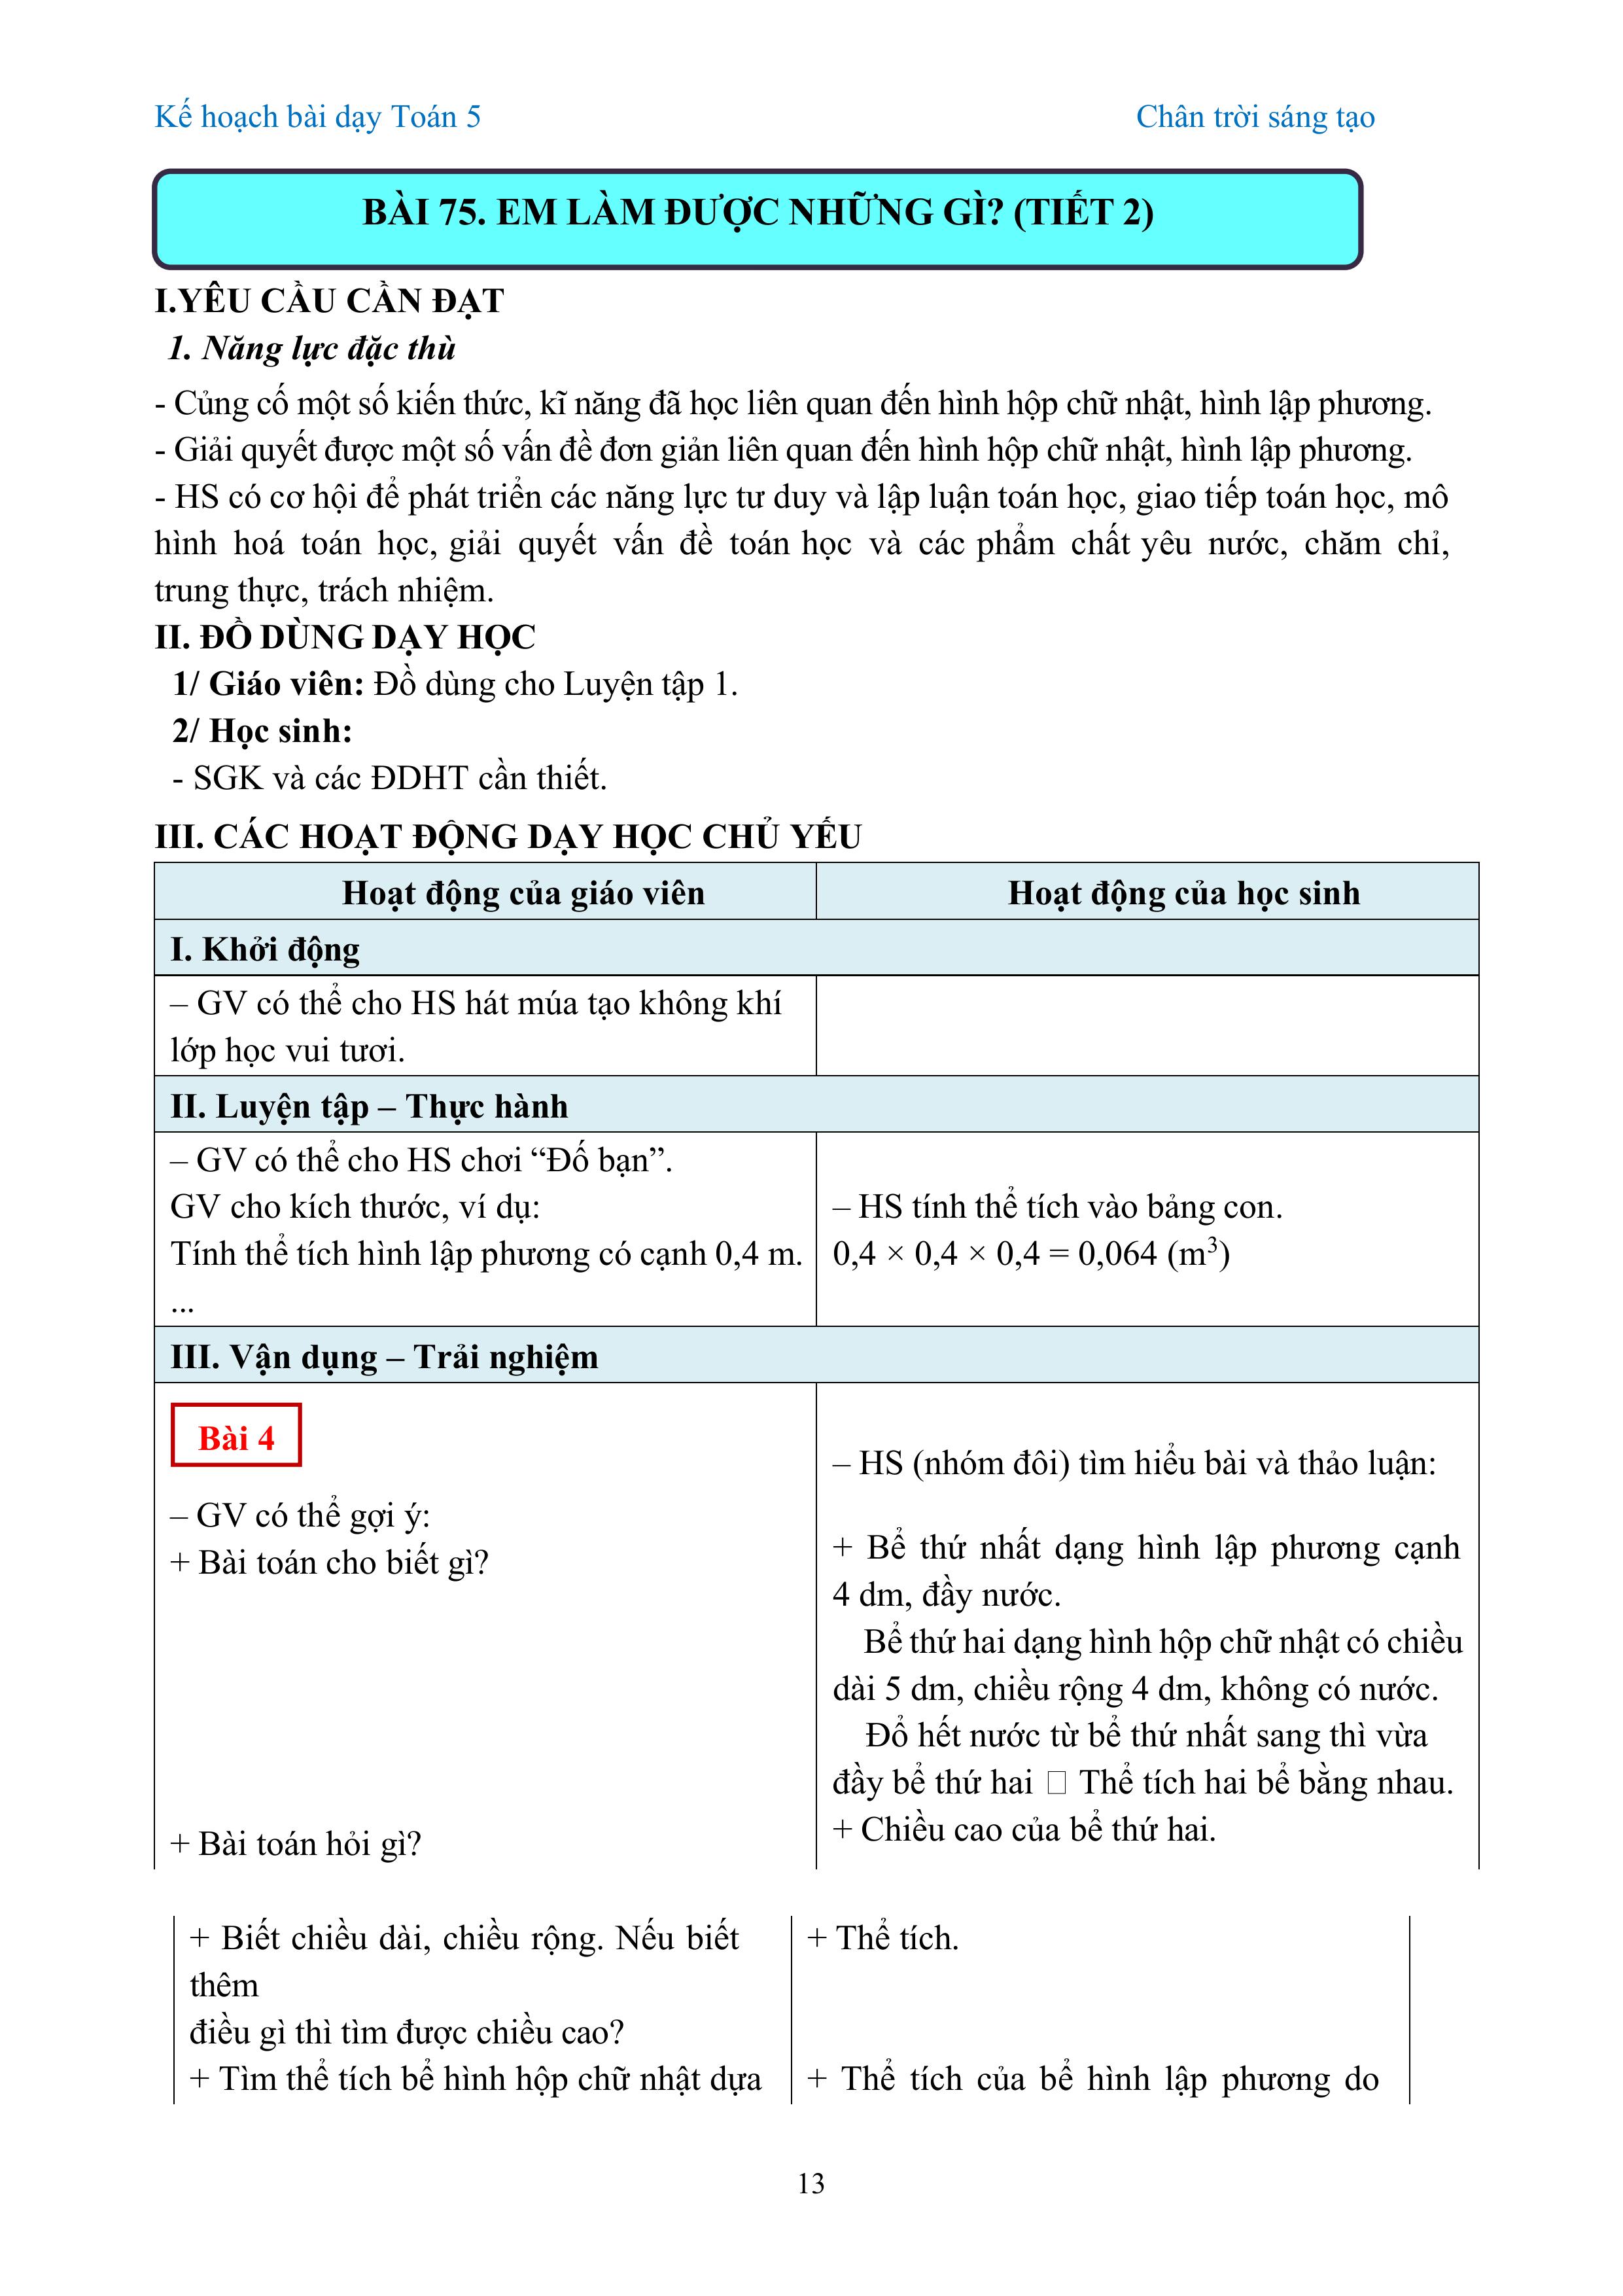 Kế hoạch bài dạy Toán 5 Chân trời sáng tạo
BÀI 75. EM LÀM ĐƯỢC NHỮNG GÌ? (TIẾT 2)
I.YÊU CẦU CẦN ĐẠT
1. Năng lực đặc thù
- Củng cố một số kiến thức, kĩ năng đã học liên quan đến hình hộp chữ nhật, hình lập phương.
- Giải quyết được một số vấn đề đơn giản liên quan đến hình hộp chữ nhật, hình lập phương.
- HS có cơ hội để phát triển các năng lực tư duy và lập luận toán học, giao tiếp toán học, mô
hình hoá toán học, giải quyết vấn đề toán học và các phẩm chất yêu nước, chăm chỉ,
trung thực, trách nhiệm.
II. ĐỒ DÙNG DẠY HỌC
1/ Giáo viên: Đồ dùng cho Luyện tập 1.
2/ Học sinh:
- SGK và các ĐDHT cần thiết.
III. CÁC HOẠT ĐỘNG DẠY HỌC CHỦ YẾU
Hoạt động của giáo viên
Hoạt động của học sinh
I. Khởi động
– GV có thể cho HS hát múa tạo không khí
lớp học vui tươi.
II. Luyện tập – Thực hành
– GV có thể cho HS chơi “Đố bạn”.
GV cho kích thước, ví dụ:
Tính thể tích hình lập phương có cạnh 0,4 m.
...
– HS tính thể tích vào bảng con.
0,4 × 0,4 × 0,4 = 0,064 (m³)
III. Vận dụng – Trải nghiệm
Bài 4
– GV có thể gợi ý:
+ Bài toán cho biết gì?
+ Bài toán hỏi gì?
– HS (nhóm đôi) tìm hiểu bài và thảo luận:
+ Bể thứ nhất dạng hình lập phương cạnh
4 dm, đầy nước.
Bể thứ hai dạng hình hộp chữ nhật có chiều
dài 5 dm, chiều rộng 4 dm, không có nước.
Đổ hết nước từ bể thứ nhất sang thì vừa
đầy bể thứ hai □ Thể tích hai bể bằng nhau.
+ Chiều cao của bể thứ hai.
+ Biết chiều dài, chiều rộng. Nếu biết
thêm
điều gì thì tìm được chiều cao?
+ Tìm thể tích bể hình hộp chữ nhật dựa
+ Thể tích.
+ Thể tích của bể hình lập phương do
13